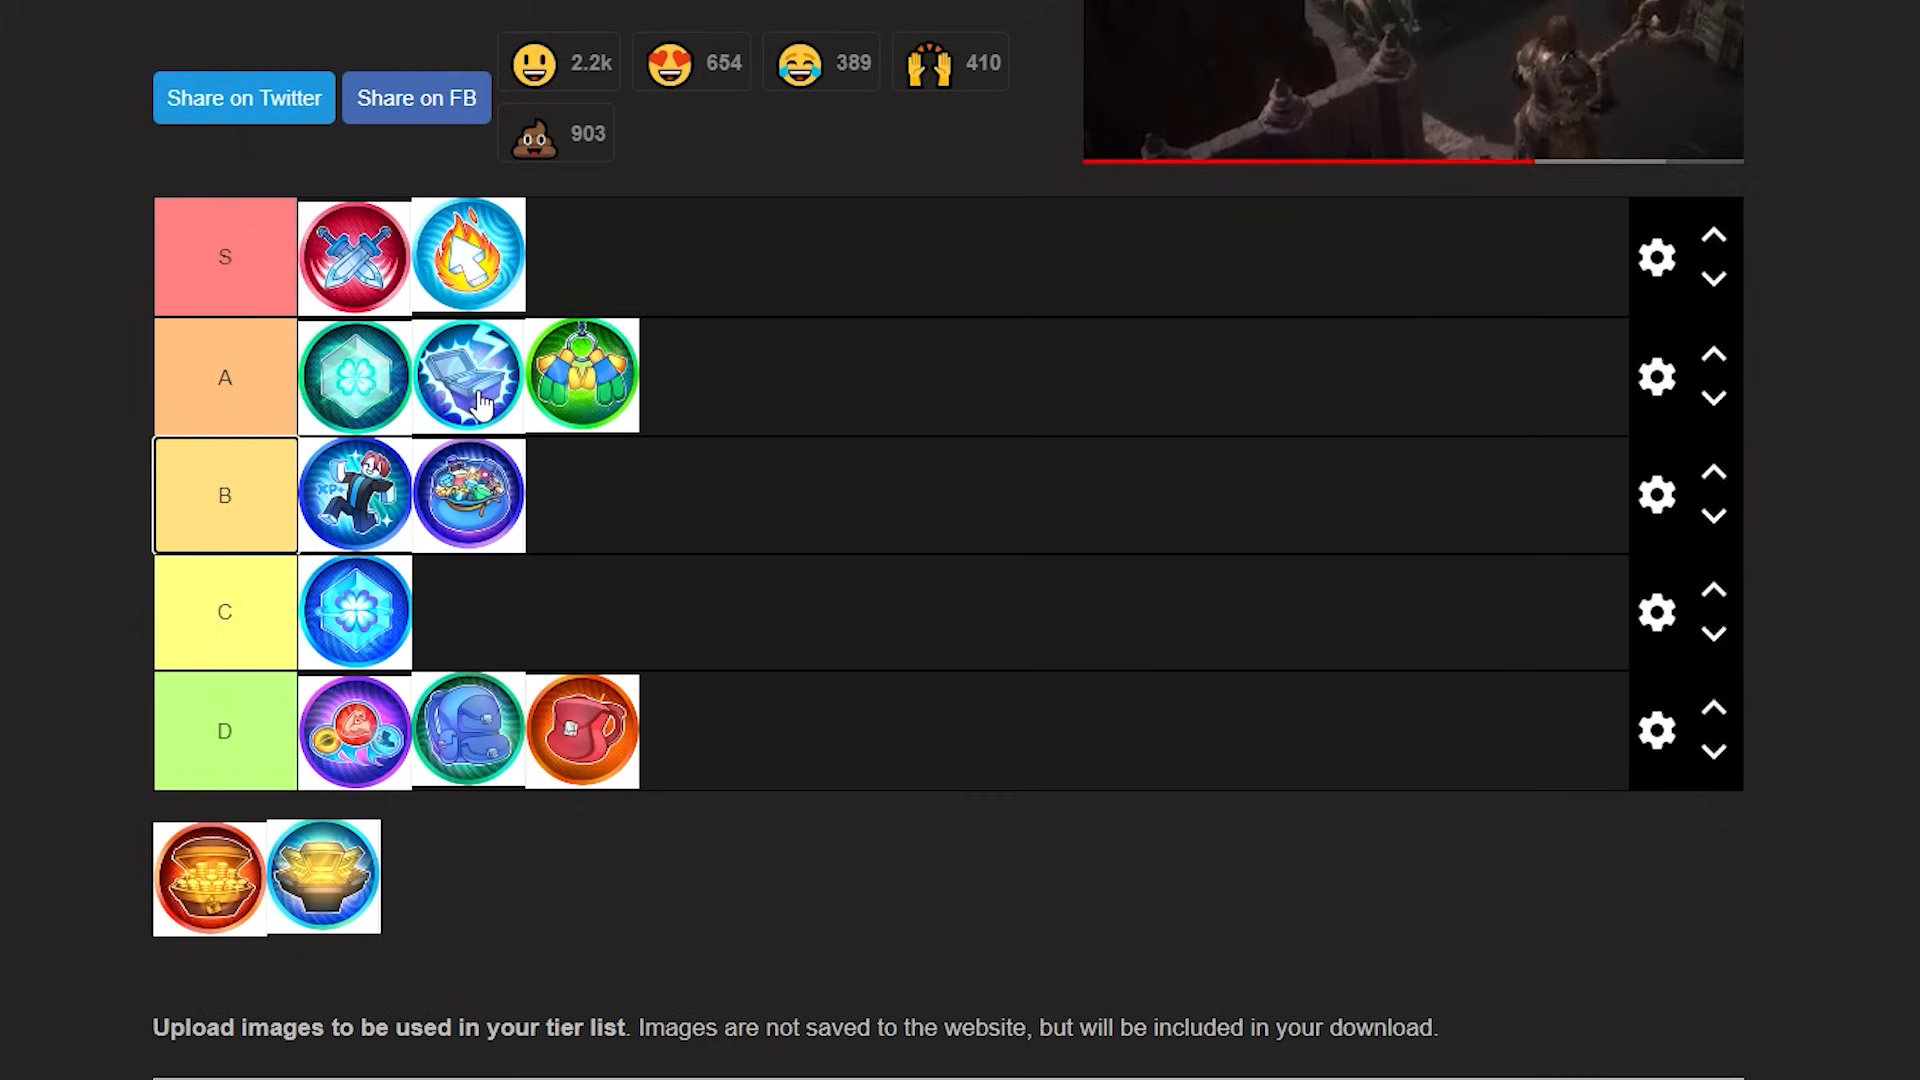 Share on Twitter
Share on FB
2.2k
654
389
410
903
S
A
B
XP+
C
D
Upload images to be used in your tier list. Images are not saved to the website, but will be included in your download.